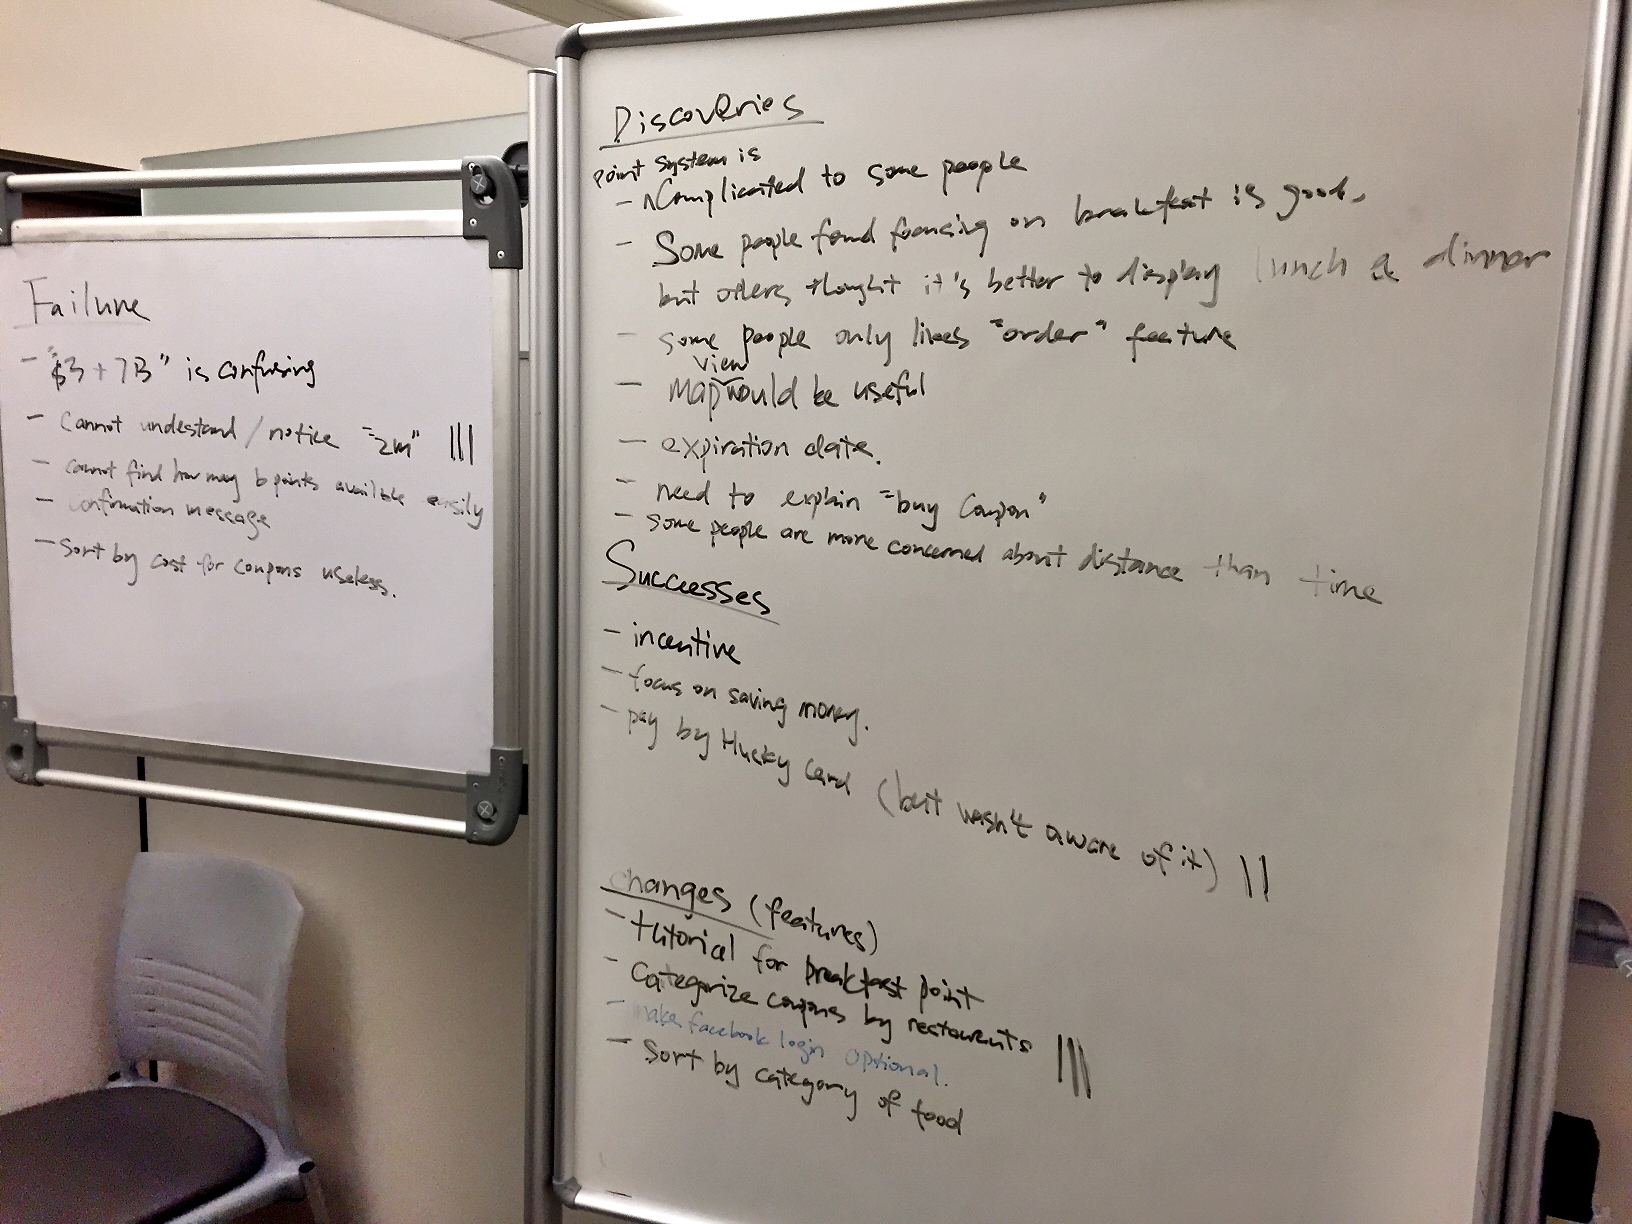 Failure
- "$3 + 7B" is confusing
- Cannot undestand / notice "2m" |||
- cannot find how may b points available easily
- confirmation message
- Sort by cost for coupons useless.
Discoveries
point system is
- ^Complicated to some people
- Some people found focusing on breakfast is good,
but others thought it's better to display lunch & dinner
- some people only likes "order" feature
view
- map would be useful
- expiration date.
- need to explain "buy Coupon"
- some people are more concerned about distance than time
Successes
- incentive
- focus on saving money.
- pay by Husky Card (but wasn't aware of it) ||
changes (features)
- tutorial for breakfast point
- Categorize coupons by restaurants ||||
- make facebook login optional.
- Sort by category of food